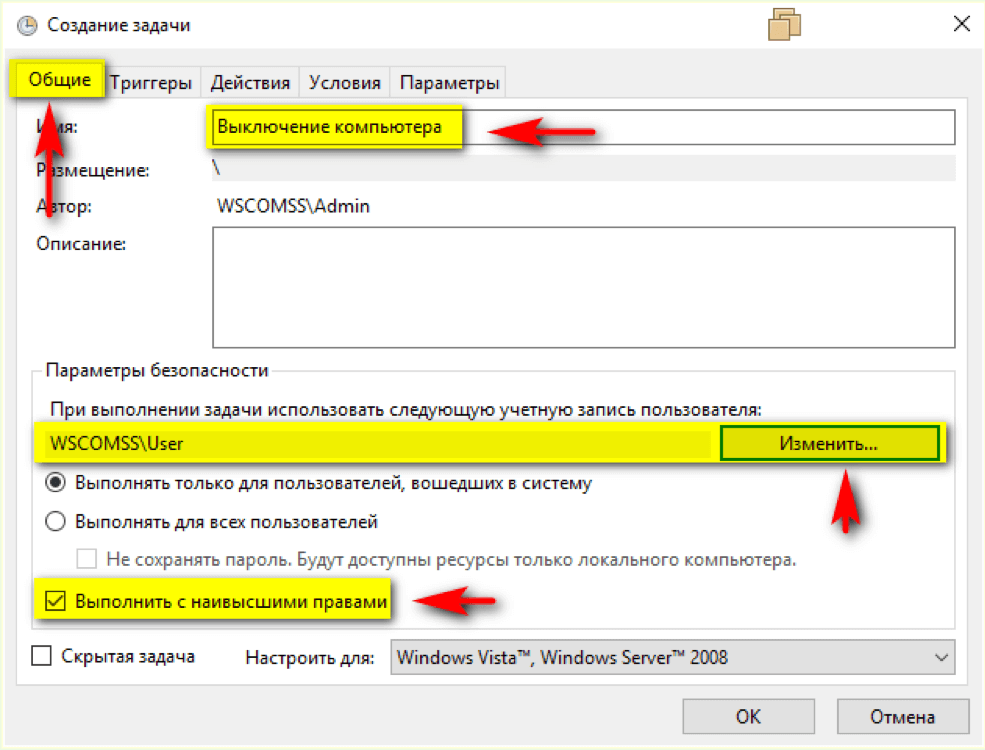 Создание задачи
Общие Триггеры Действия Условия Параметры
Имя: Выключение компьютера
Размещение: \
Автор: WSCOMSS\Admin
Описание:
Параметры безопасности
При выполнении задачи использовать следующую учетную запись пользователя:
WSCOMSS\User Изменить...
Выполнять только для пользователей, вошедших в систему
Выполнять для всех пользователей
Не сохранять пароль. Будут доступны ресурсы только локального компьютера.
Выполнить с наивысшими правами
Скрытая задача Настроить для: Windows Vista™, Windows Server™ 2008
OK Отмена